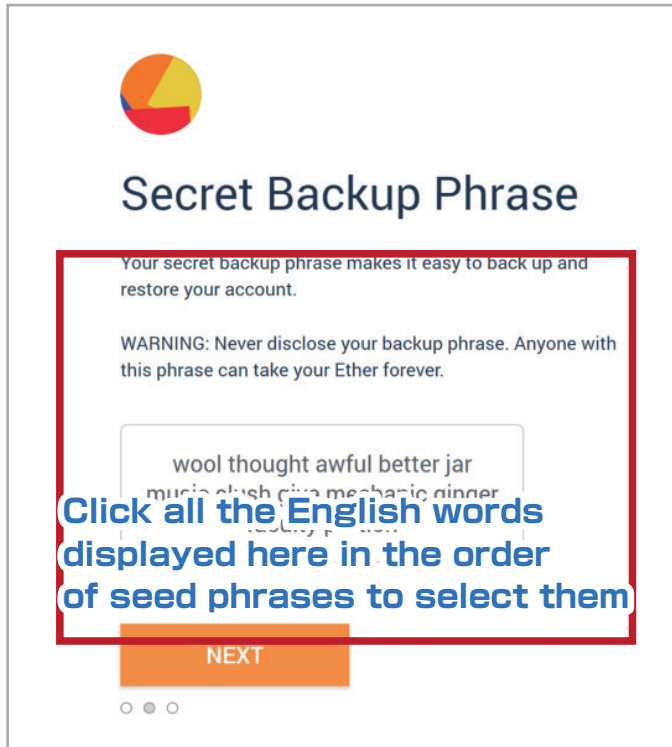 Secret Backup Phrase
Your secret backup phrase makes it easy to back up and
restore your account.
WARNING: Never disclose your backup phrase. Anyone with
this phrase can take your Ether forever.
wool thought awful better jar
Click all the English words
displayed here in the order
of seed phrases to select them
NEXT